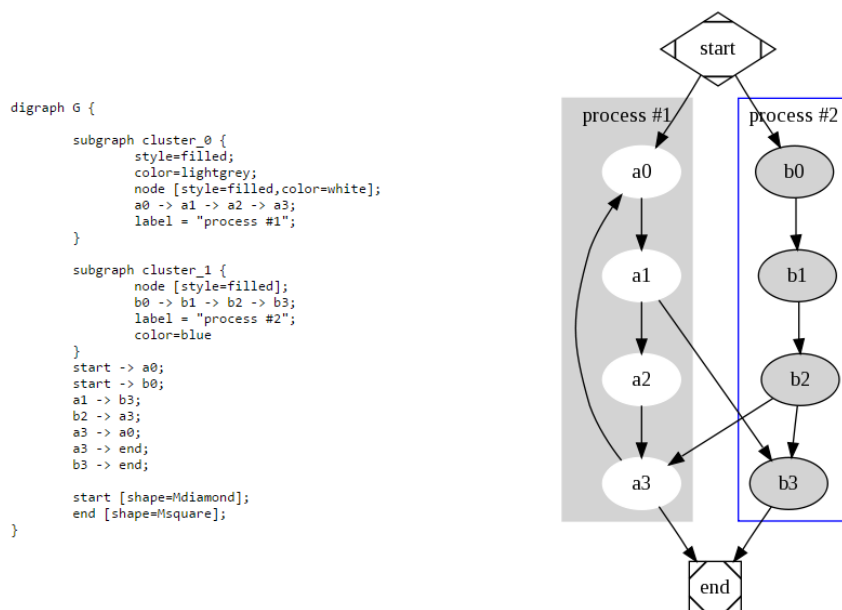 digraph G {
subgraph cluster_0 {
style=filled;
color=lightgrey;
node [style=filled,color=white];
a0 -> a1 -> a2 -> a3;
label = "process #1";
}
subgraph cluster_1 {
node [style=filled];
b0 -> b1 -> b2 -> b3;
label = "process #2";
color=blue
}
start -> a0;
start -> b0;
a1 -> b3;
b2 -> a3;
a3 -> a0;
a3 -> end;
b3 -> end;
start [shape=Mdiamond];
end [shape=Msquare];
}
start
process #1
process #2
a0
b0
a1
b1
a2
b2
a3
b3
end